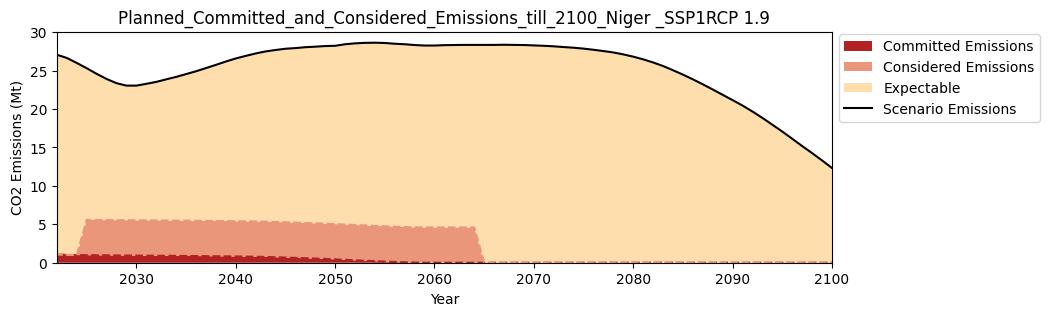 Planned_Committed_and_Considered_Emissions_till_2100_Niger _SSP1RCP 1.9
30
25
20
15
10
5
0
CO2 Emissions (Mt)
2030
2040
2050
2060
2070
2080
2090
2100
Year
Committed Emissions
Considered Emissions
Expectable
Scenario Emissions